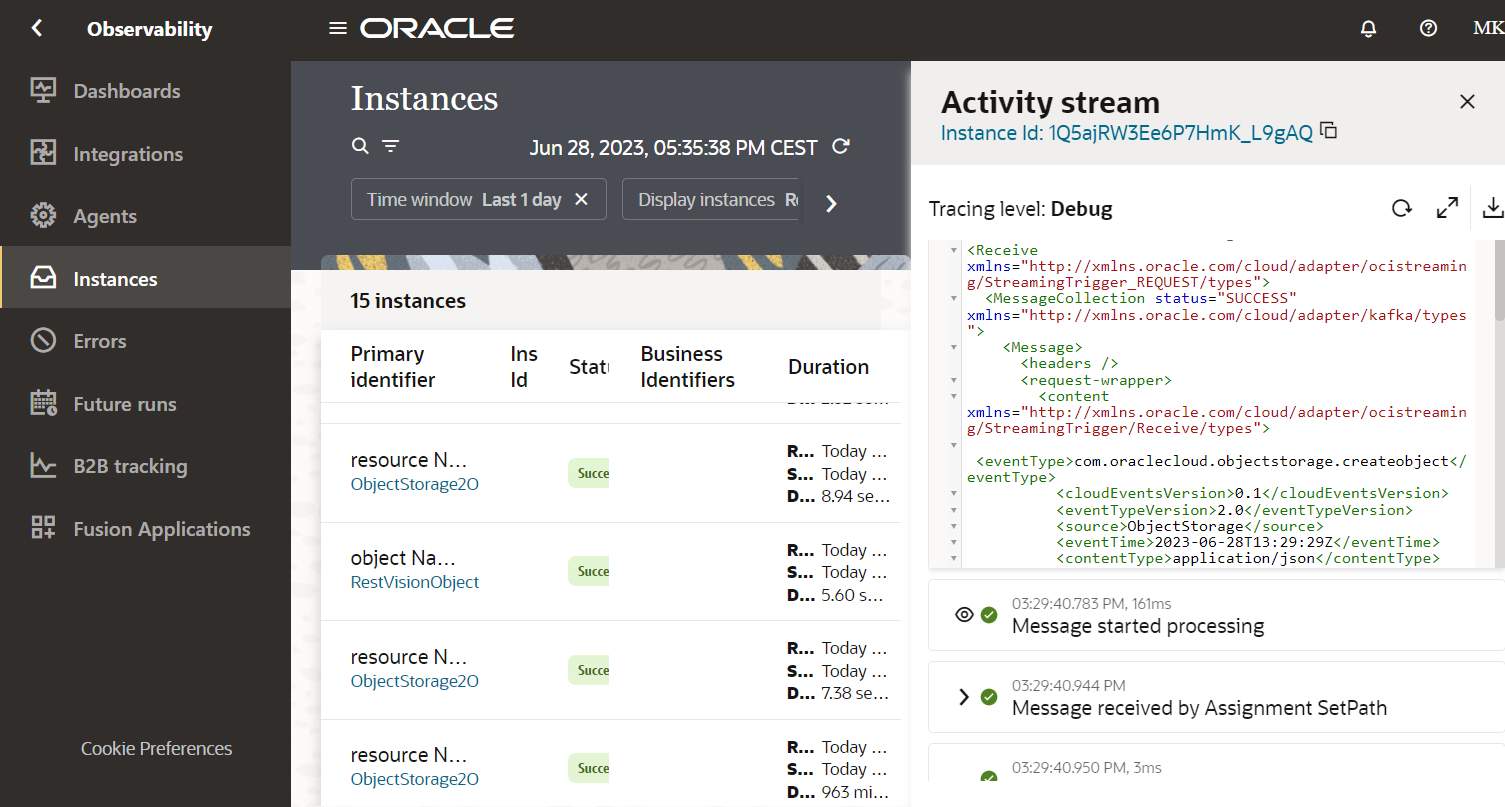 Observability
Dashboards
Integrations
Agents
Instances
Errors
Future runs
B2B tracking
Fusion Applications
Cookie Preferences
ORACLE
MK
Instances
Jun 28, 2023, 05:35:38 PM CEST
Time window Last 1 day
Display instances
15 instances
Primary
identifier
Ins
Id
Business
Identifiers
Duration
resource N...
ObjectStorage2O
Succe
R... Today ...
S... Today ...
D... 8.94 se...
object Na...
RestVisionObject
Succe
R... Today ...
S... Today ...
D... 5.60 s...
resource N...
ObjectStorage2O
Succe
R... Today ...
S... Today ...
D... 7.38 se...
resource N...
ObjectStorage2O
Succe
R... Today ...
S... Today ...
D... 963 mi...
Activity stream
Instance Id: 1Q5ajRW3Ee6P7HmK_L9gAQ
Tracing level: Debug
<Receive
xmlns="http://xmlns.oracle.com/cloud/adapter/ocistreamin
g/StreamingTrigger_REQUEST/types">
<MessageCollection status="SUCCESS"
xmlns="http://xmlns.oracle.com/cloud/adapter/kafka/types
">
<Message>
<headers />
<request-wrapper>
<content
xmlns="http://xmlns.oracle.com/cloud/adapter/ocistreamin
g/StreamingTrigger/Receive/types">
<eventType>com.oraclecloud.objectstorage.createobject</
eventType>
<cloudEventsVersion>0.1</cloudEventsVersion>
<eventTypeVersion>2.0</eventTypeVersion>
<source>ObjectStorage</source>
<eventTime>2023-06-28T13:29:29Z</eventTime>
<contentType>application/json</contentType>
03:29:40.783 PM, 161ms
Message started processing
03:29:40.944 PM
Message received by Assignment SetPath
03:29:40.950 PM, 3ms